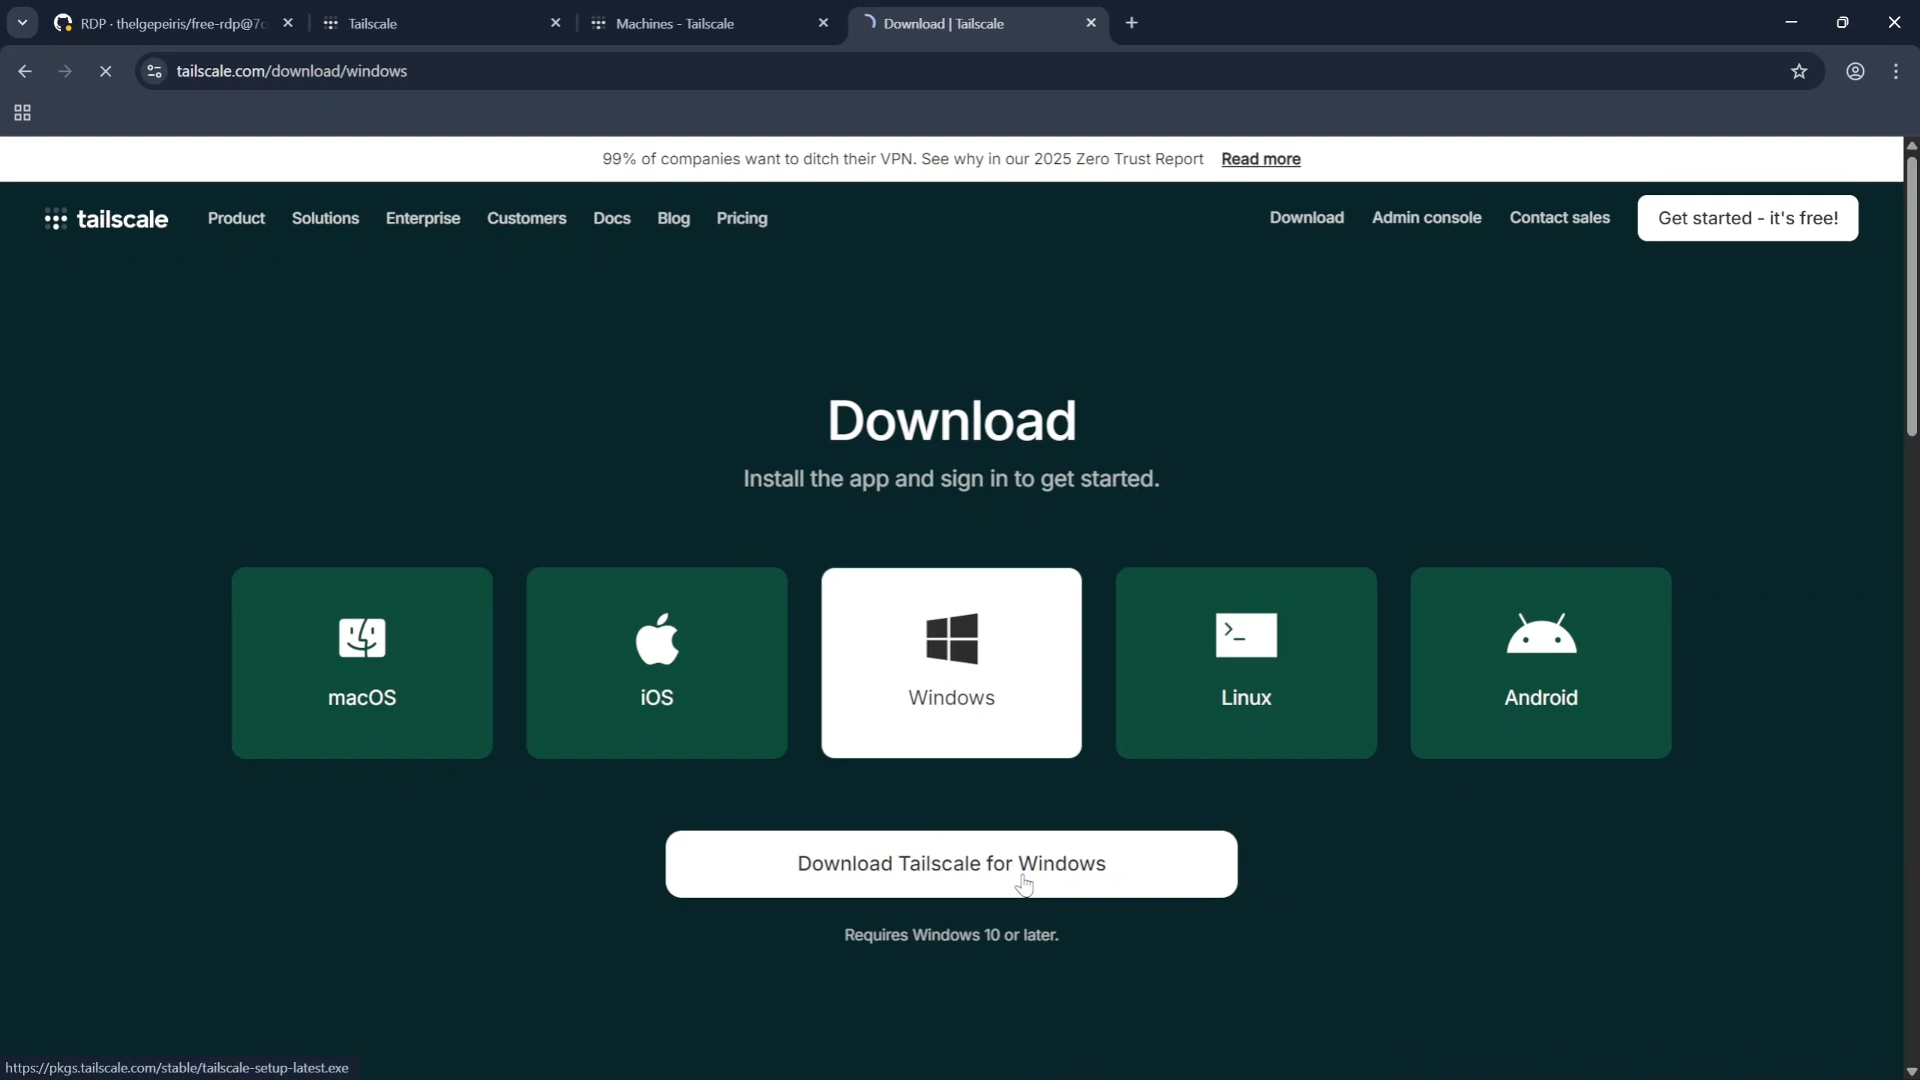 RDP · thelgepeiris/free-rdp@7c
Tailscale
Machines - Tailscale
Download | Tailscale
tailscale.com/download/windows
99% of companies want to ditch their VPN. See why in our 2025 Zero Trust Report Read more
tailscale Product Solutions Enterprise Customers Docs Blog Pricing Download Admin console Contact sales Get started - it's free!
Download
Install the app and sign in to get started.
macOS
iOS
Windows
>_
Linux
Android
Download Tailscale for Windows
Requires Windows 10 or later.
https://pkgs.tailscale.com/stable/tailscale-setup-latest.exe